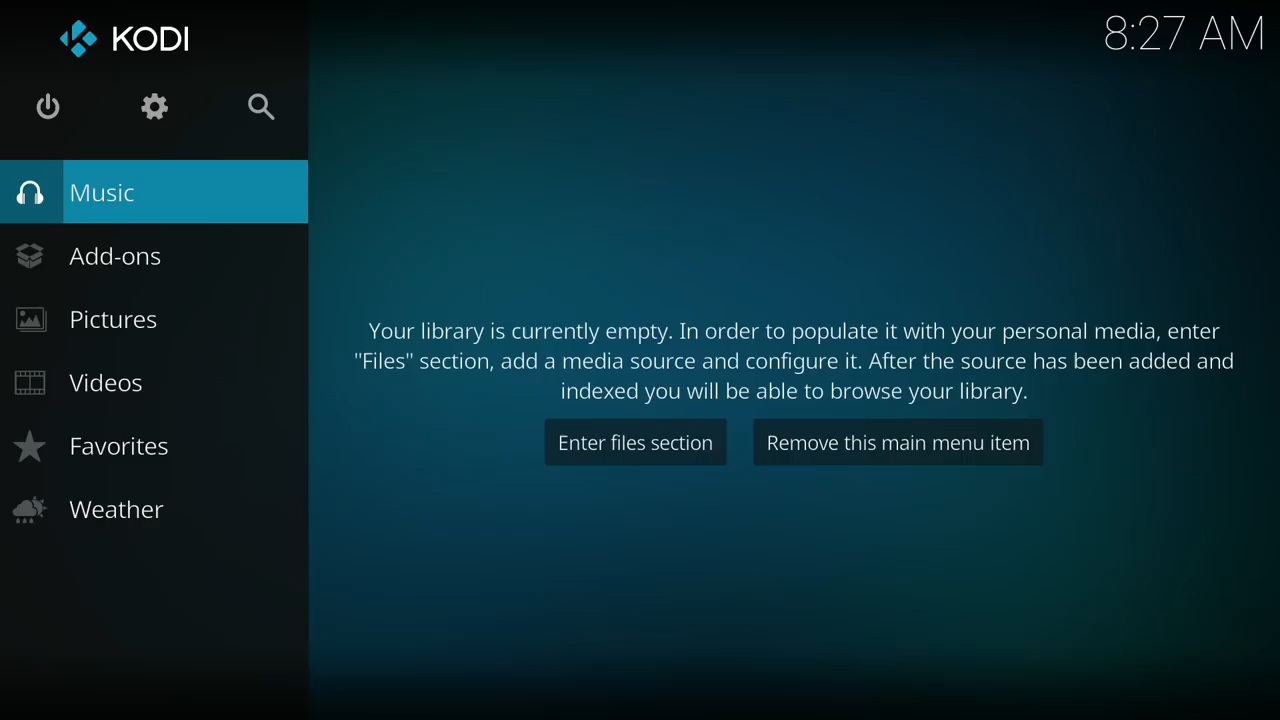 KODI
8:27 AM
Music
Add-ons
Pictures
Videos
Favorites
Weather
Your library is currently empty. In order to populate it with your personal media, enter
"Files" section, add a media source and configure it. After the source has been added and
indexed you will be able to browse your library.
Enter files section
Remove this main menu item